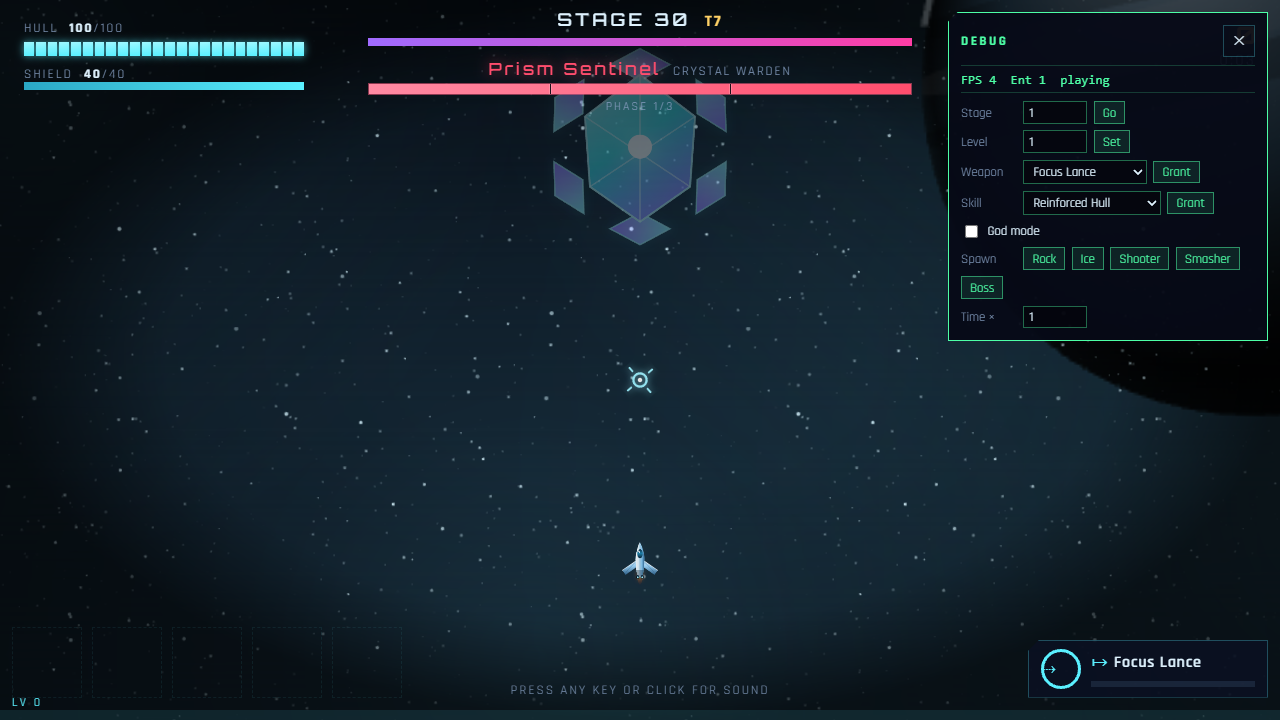 HULL 100/100
SHIELD 40/40
STAGE 30 T7
Prism Sentinel CRYSTAL WARDEN
PHASE 1/3
DEBUG
✕
FPS 4 Ent 1 playing
Stage 1 Go
Level 1 Set
Weapon Focus Lance Grant
Skill Reinforced Hull Grant
God mode
Spawn Rock Ice Shooter Smasher
Boss
Time × 1
↦ Focus Lance
PRESS ANY KEY OR CLICK FOR SOUND
LV 0